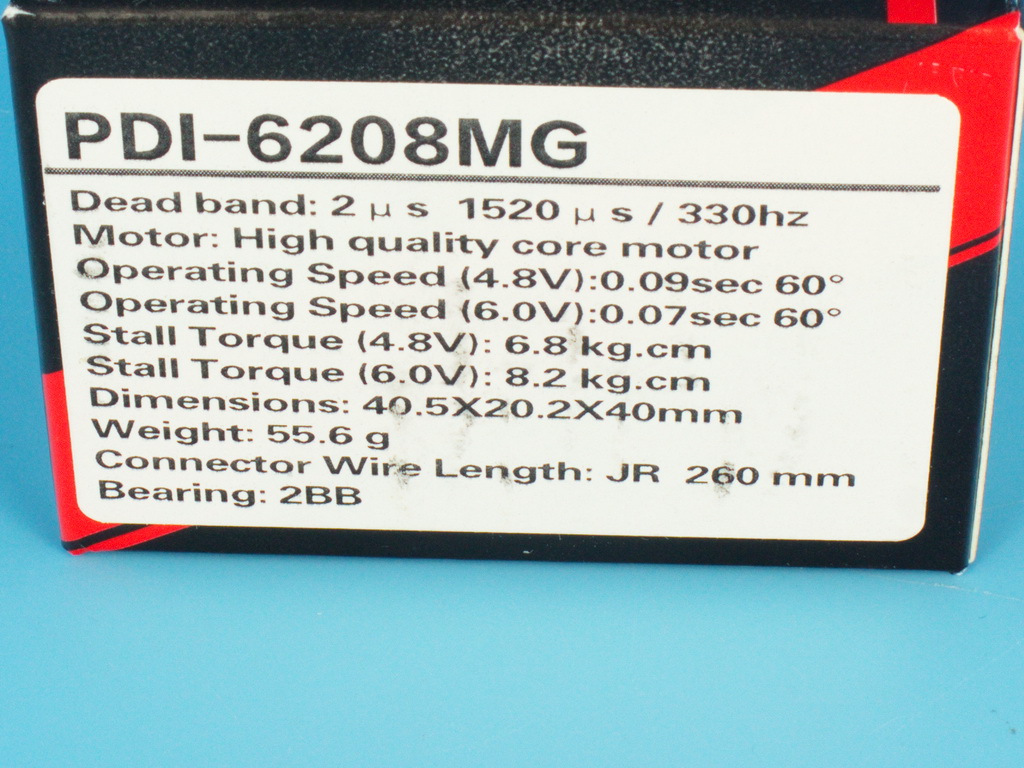 PDI-6208MG
Dead band: 2 μ s 1520 μ s / 330hz
Motor: High quality core motor
Operating Speed (4.8V):0.09sec 60°
Operating Speed (6.0V):0.07sec 60°
Stall Torque (4.8V): 6.8 kg.cm
Stall Torque (6.0V): 8.2 kg.cm
Dimensions: 40.5X20.2X40mm
Weight: 55.6 g
Connector Wire Length: JR 260 mm
Bearing: 2BB